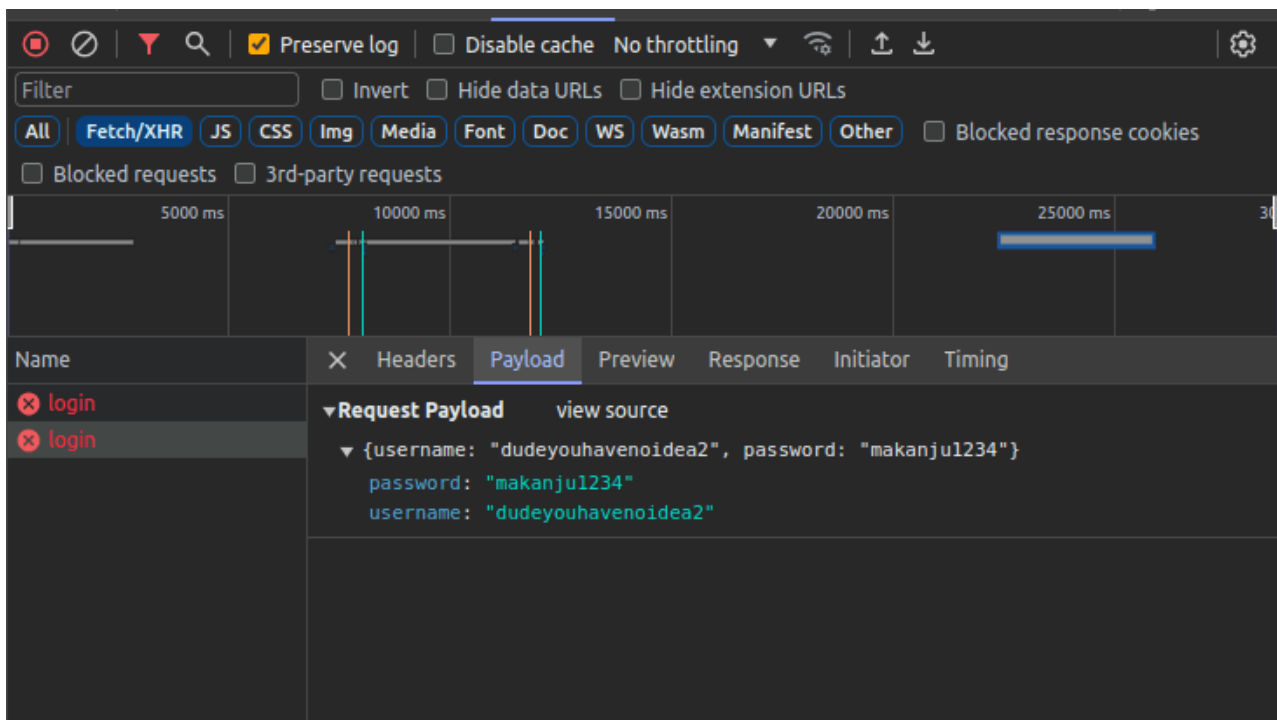 Preserve log Disable cache No throttling
Filter Invert Hide data URLs Hide extension URLs
All Fetch/XHR JS CSS Img Media Font Doc WS Wasm Manifest Other Blocked response cookies
Blocked requests 3rd-party requests
5000 ms 10000 ms 15000 ms 20000 ms 25000 ms
Name Headers Payload Preview Response Initiator Timing
login
login
Request Payload view source
{username: "dudeyouhavenoidea2", password: "makanju1234"}
password: "makanju1234"
username: "dudeyouhavenoidea2"